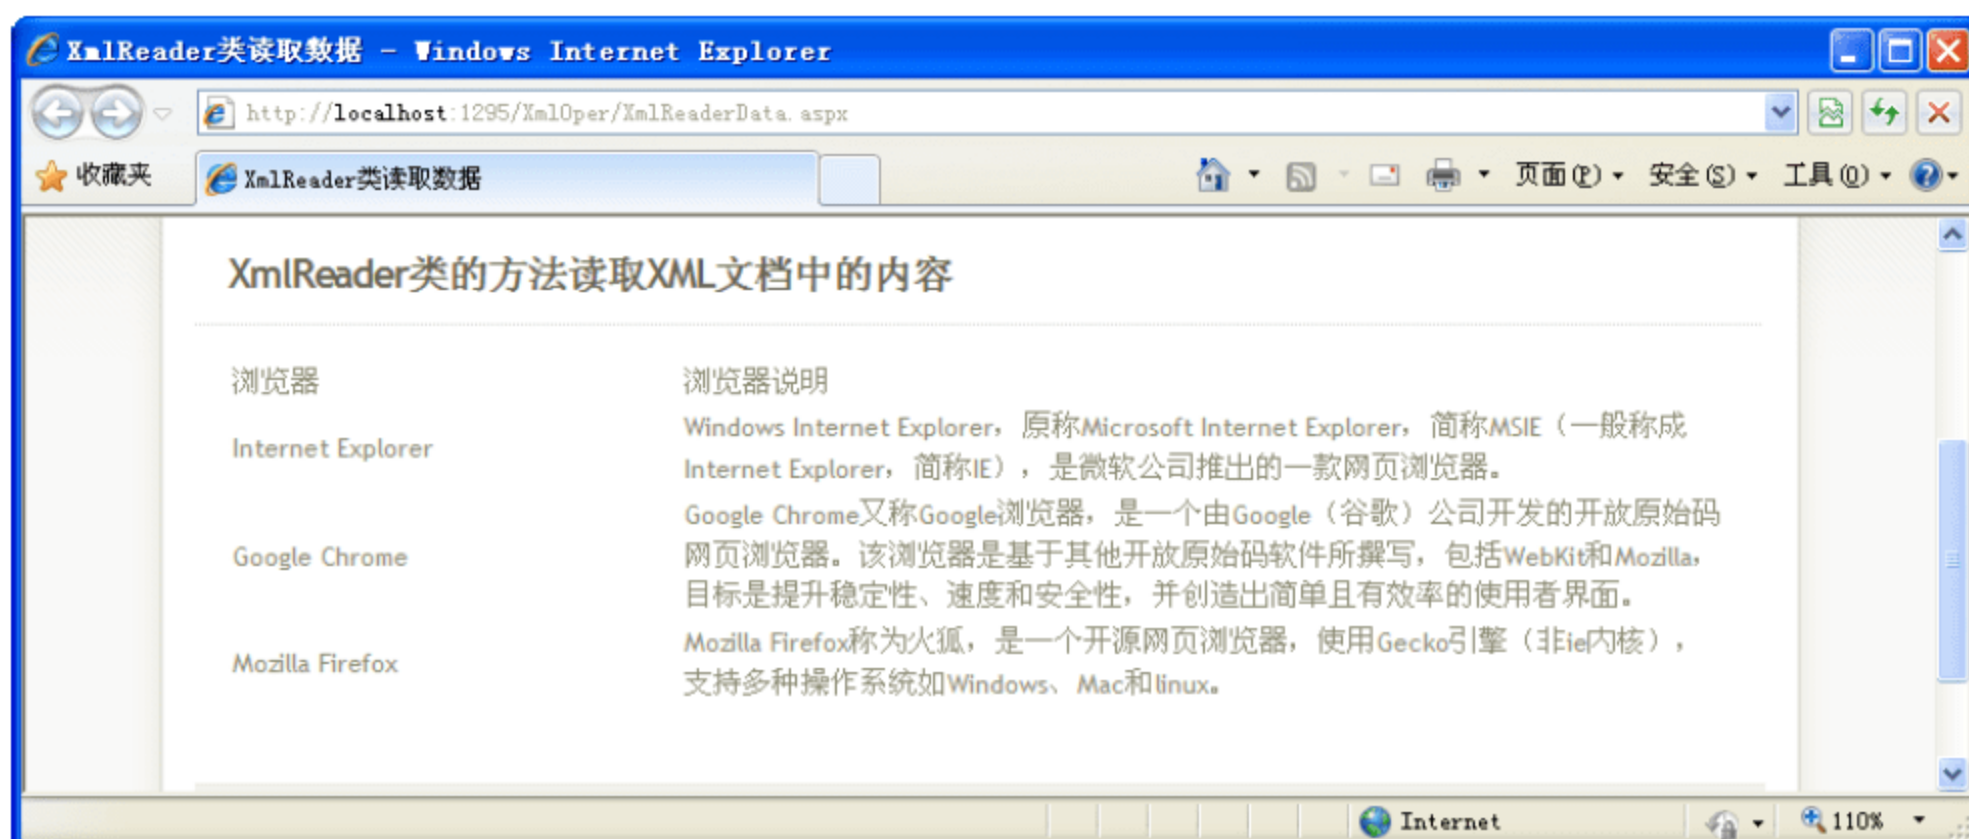 XmlReader类读取数据 - Windows Internet Explorer
http://localhost:1295/XmlOper/XmlReaderData.aspx
收藏夹
XmlReader类读取数据
页面(P)
安全(S)
工具(O)
XmlReader类的方法读取XML文档中的内容
浏览器
浏览器说明
Internet Explorer
Windows Internet Explorer，原称Microsoft Internet Explorer，简称MSIE（一般称成
Internet Explorer，简称IE），是微软公司推出的一款网页浏览器。
Google Chrome
Google Chrome又称Google浏览器，是一个由Google（谷歌）公司开发的开放原始码
网页浏览器。该浏览器是基于其他开放原始码软件所撰写，包括WebKit和Mozilla，
目标是提升稳定性、速度和安全性，并创造出简单且有效率的使用者界面。
Mozilla Firefox
Mozilla Firefox称为火狐，是一个开源网页浏览器，使用Gecko引擎（非ie内核），
支持多种操作系统如Windows、Mac和linux。
Internet
110%